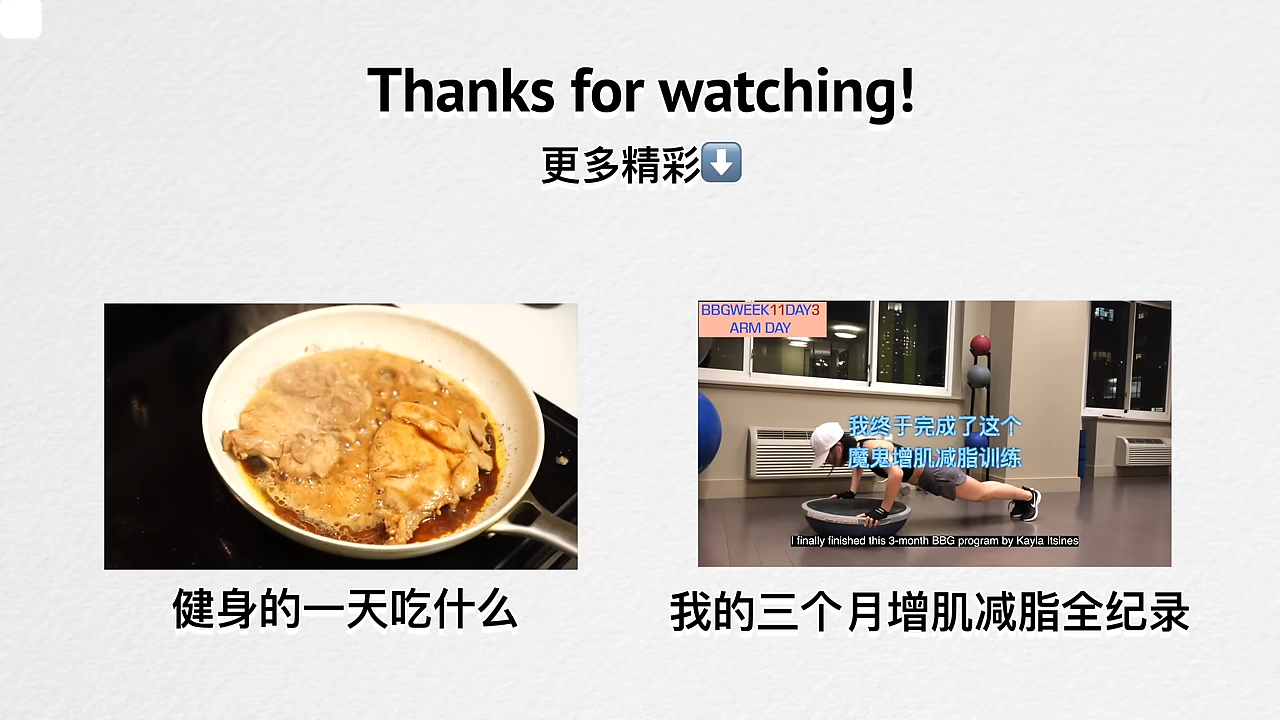 Thanks for watching!
更多精彩⬇️
BBGWEEK11DAY3
ARM DAY
我终于完成了这个
魔鬼增肌减脂训练
I finally finished this 3-month BBG program by Kayla Itsines
健身的一天吃什么
我的三个月增肌减脂全纪录